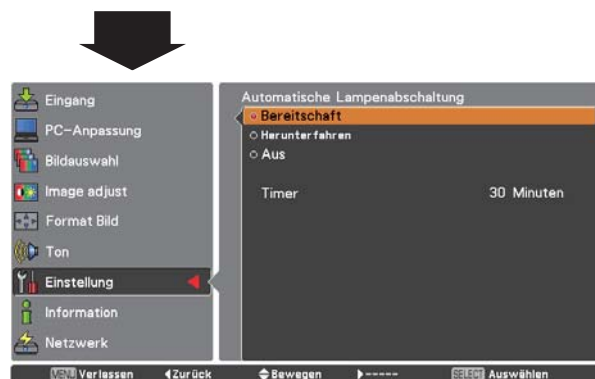 Eingang
PC-Anpassung
Bildauswahl
Image adjust
Format Bild
Ton
Einstellung
Information
Netzwerk
Automatische Lampenabschaltung
Bereitschaft
Herunterfahren
Aus
Timer 30 Minuten
MENU Verlassen Zurück Bewegen ----- SELECT Auswählen